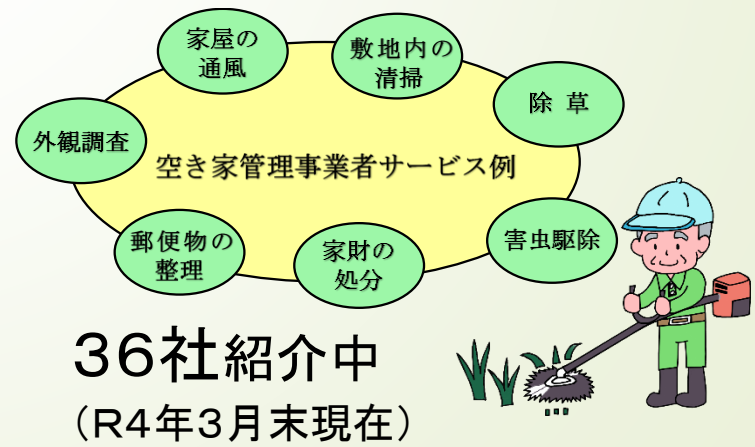 家屋の
通風
敷地内の
清掃
除 草
外観調査
空き家管理事業者サービス例
郵便物の
整理
家財の
処分
害虫駆除
36社紹介中
（R4年3月末現在）